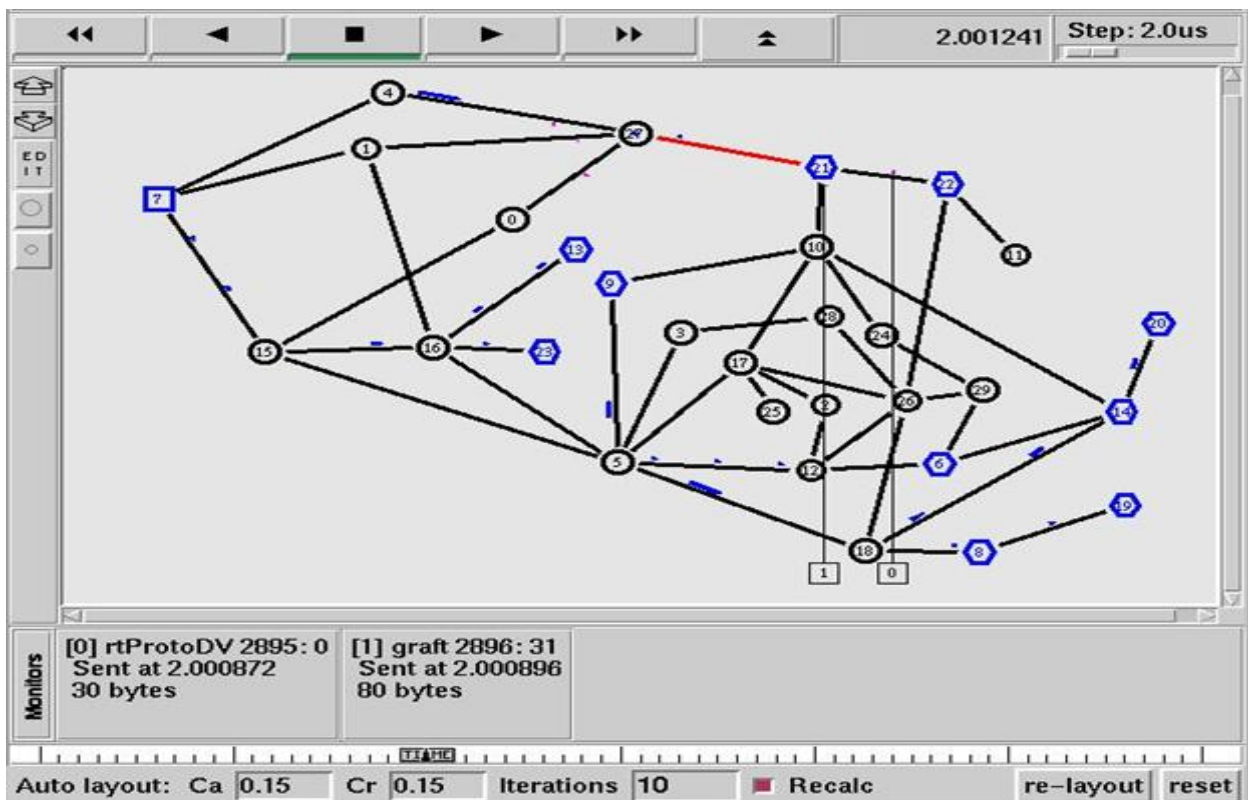 2.001241
Step: 2.0us
ED
IT
4
27
1
21
22
7
0
13
10
11
9
3
28
24
20
15
16
23
17
25
2
26
29
14
5
12
6
19
18
8
1
0
Monitors
[0] rtProtoDV 2895: 0
Sent at 2.000872
30 bytes
[1] graft 2896: 31
Sent at 2.000896
80 bytes
TIME
Auto layout: Ca 0.15 Cr 0.15 Iterations 10 Recalc re-layout reset